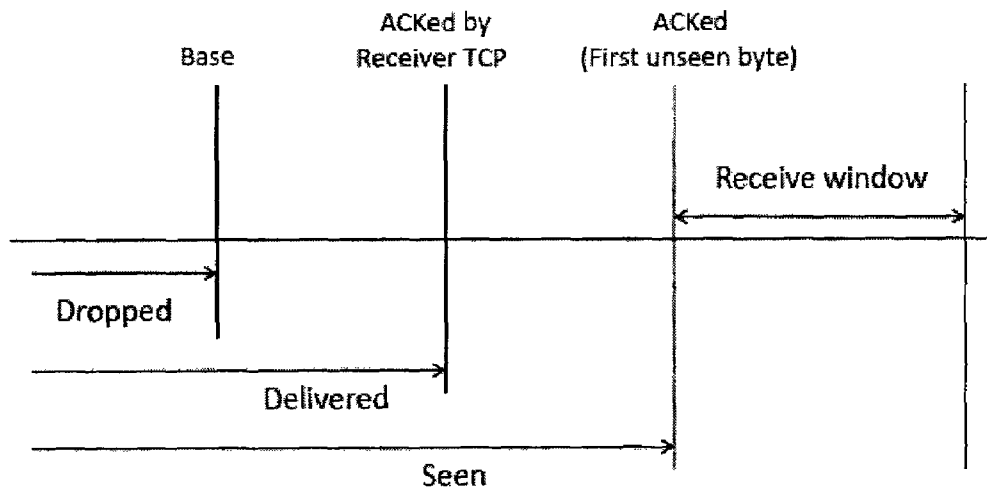 Base
ACKed by
Receiver TCP
ACKed
(First unseen byte)
Receive window
Dropped
Delivered
Seen